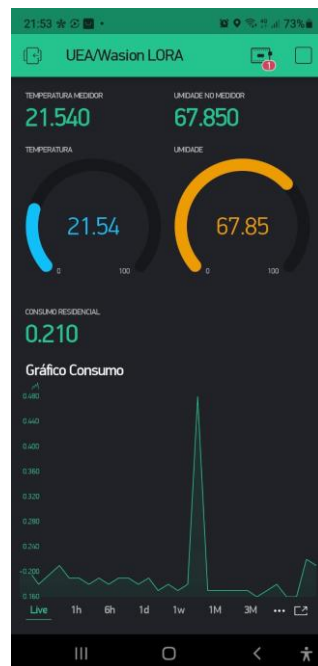 21:53 73%
UEA/Wasion LORA
1
TEMPERATURA MEDIDOR UMIDADE NO MEDIDOR
21.540 67.850
TEMPERATURA UMIDADE
21.54 67.85
0 100 0 100
CONSUMO RESIDENCIAL
0.210
Gráfico Consumo
0.480
0.440
0.400
0.360
0.320
0.280
0.240
0.200
0.160
Live 1h 6h 1d 1w 1M 3M ...